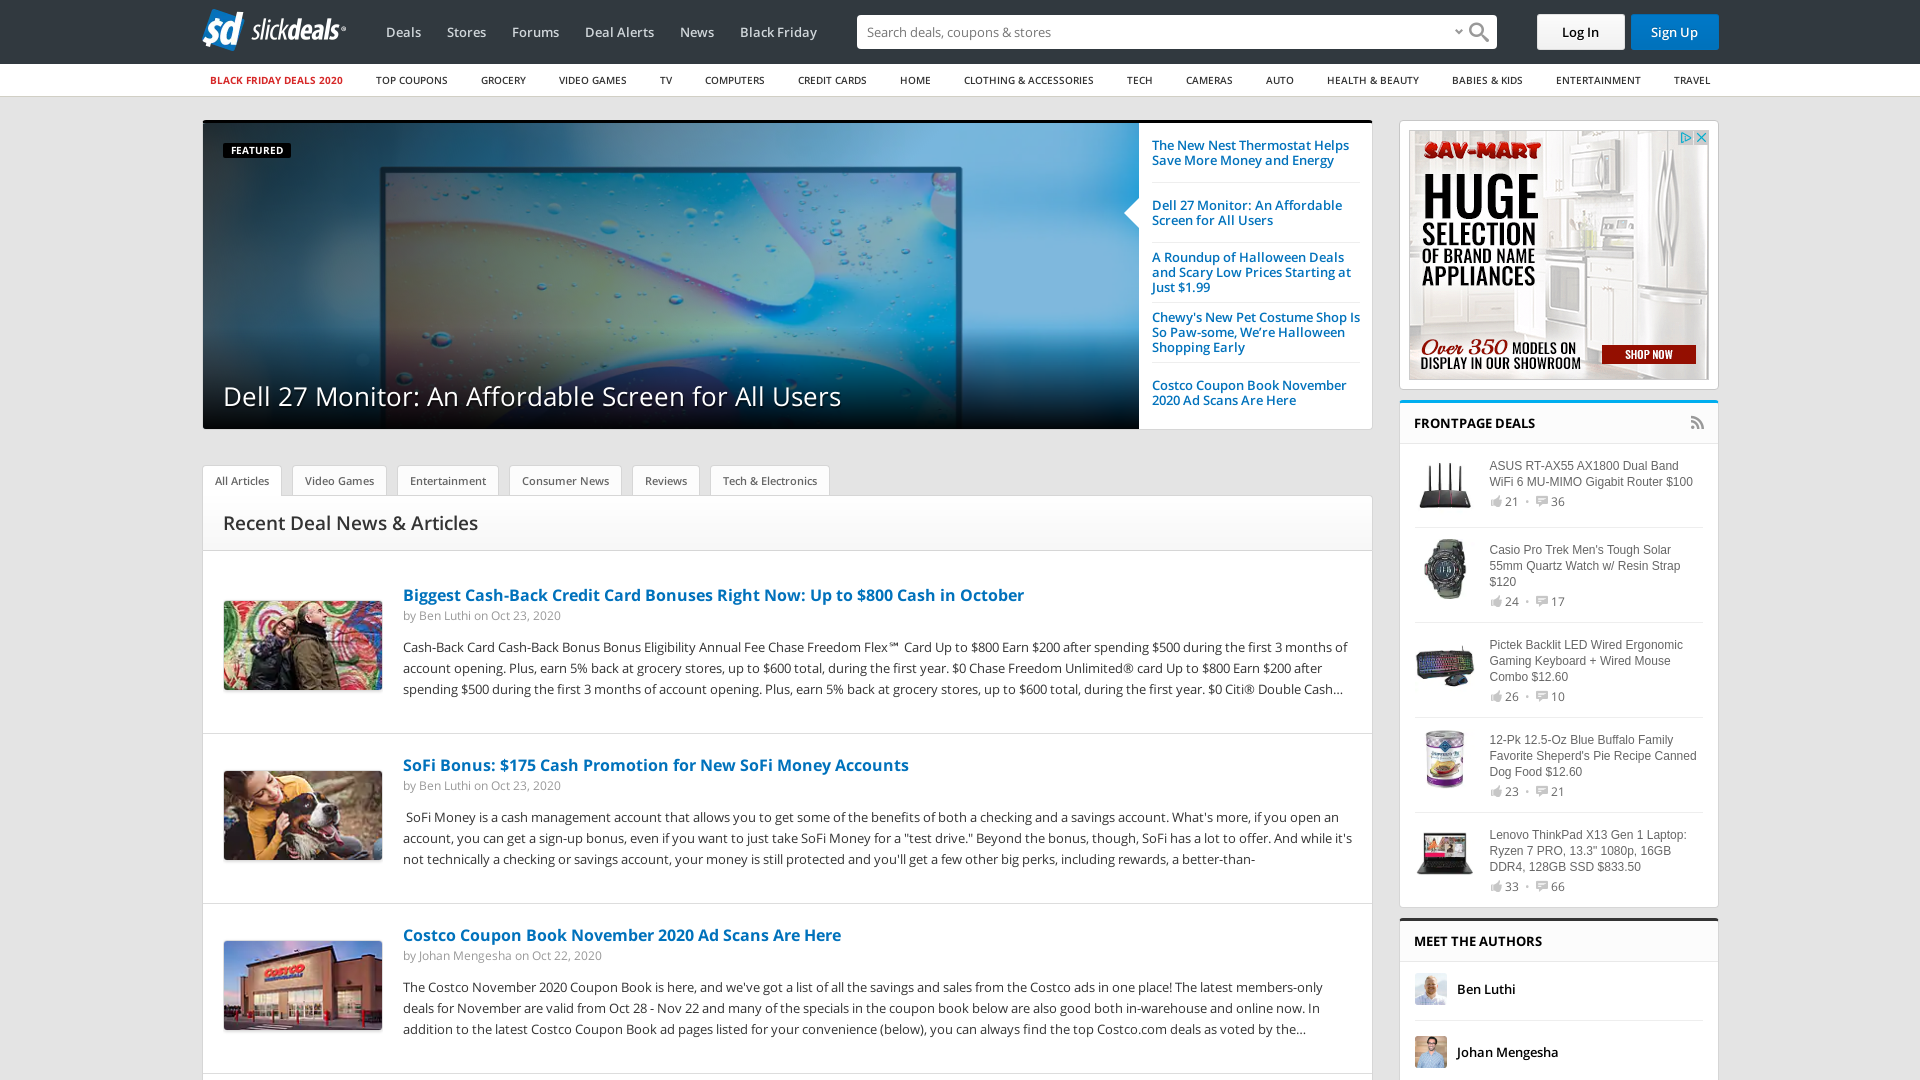 sd slickdeals
Deals
Stores
Forums
Deal Alerts
News
Black Friday
Search deals, coupons & stores
Log In
Sign Up
BLACK FRIDAY DEALS 2020
TOP COUPONS
GROCERY
VIDEO GAMES
TV
COMPUTERS
CREDIT CARDS
HOME
CLOTHING & ACCESSORIES
TECH
CAMERAS
AUTO
HEALTH & BEAUTY
BABIES & KIDS
ENTERTAINMENT
TRAVEL
FEATURED
Dell 27 Monitor: An Affordable Screen for All Users
The New Nest Thermostat Helps
Save More Money and Energy
Dell 27 Monitor: An Affordable
Screen for All Users
A Roundup of Halloween Deals
and Scary Low Prices Starting at
Just $1.99
Chewy's New Pet Costume Shop Is
So Paw-some, We’re Halloween
Shopping Early
Costco Coupon Book November
2020 Ad Scans Are Here
SAV-MART
HUGE
SELECTION
OF BRAND NAME
APPLIANCES
Over 350 MODELS ON
DISPLAY IN OUR SHOWROOM
SHOP NOW
All Articles
Video Games
Entertainment
Consumer News
Reviews
Tech & Electronics
Recent Deal News & Articles
Biggest Cash-Back Credit Card Bonuses Right Now: Up to $800 Cash in October
by Ben Luthi on Oct 23, 2020
Cash-Back Card Cash-Back Bonus Bonus Eligibility Annual Fee Chase Freedom Flex℠ Card Up to $800 Earn $200 after spending $500 during the first 3 months of
account opening. Plus, earn 5% back at grocery stores, up to $600 total, during the first year. $0 Chase Freedom Unlimited® card Up to $800 Earn $200 after
spending $500 during the first 3 months of account opening. Plus, earn 5% back at grocery stores, up to $600 total, during the first year. $0 Citi® Double Cash…
SoFi Bonus: $175 Cash Promotion for New SoFi Money Accounts
by Ben Luthi on Oct 23, 2020
SoFi Money is a cash management account that allows you to get some of the benefits of both a checking and a savings account. What's more, if you open an
account, you can get a sign-up bonus, even if you want to just take SoFi Money for a "test drive." Beyond the bonus, though, SoFi has a lot to offer. And while it's
not technically a checking or savings account, your money is still protected and you'll get a few other big perks, including rewards, a better-than-
COSTCO
Costco Coupon Book November 2020 Ad Scans Are Here
by Johan Mengesha on Oct 22, 2020
The Costco November 2020 Coupon Book is here, and we've got a list of all the savings and sales from the Costco ads in one place! The latest members-only
deals for November are valid from Oct 28 - Nov 22 and many of the specials in the coupon book below are also good both in-warehouse and online now. In
addition to the latest Costco Coupon Book ad pages listed for your convenience (below), you can always find the top Costco.com deals as voted by the…
FRONTPAGE DEALS
ASUS RT-AX55 AX1800 Dual Band
WiFi 6 MU-MIMO Gigabit Router $100
21 • 36
Casio Pro Trek Men's Tough Solar
55mm Quartz Watch w/ Resin Strap
$120
24 • 17
Pictek Backlit LED Wired Ergonomic
Gaming Keyboard + Wired Mouse
Combo $12.60
26 • 10
12-Pk 12.5-Oz Blue Buffalo Family
Favorite Sheperd's Pie Recipe Canned
Dog Food $12.60
23 • 21
Lenovo ThinkPad X13 Gen 1 Laptop:
Ryzen 7 PRO, 13.3" 1080p, 16GB
DDR4, 128GB SSD $833.50
33 • 66
MEET THE AUTHORS
Ben Luthi
Johan Mengesha